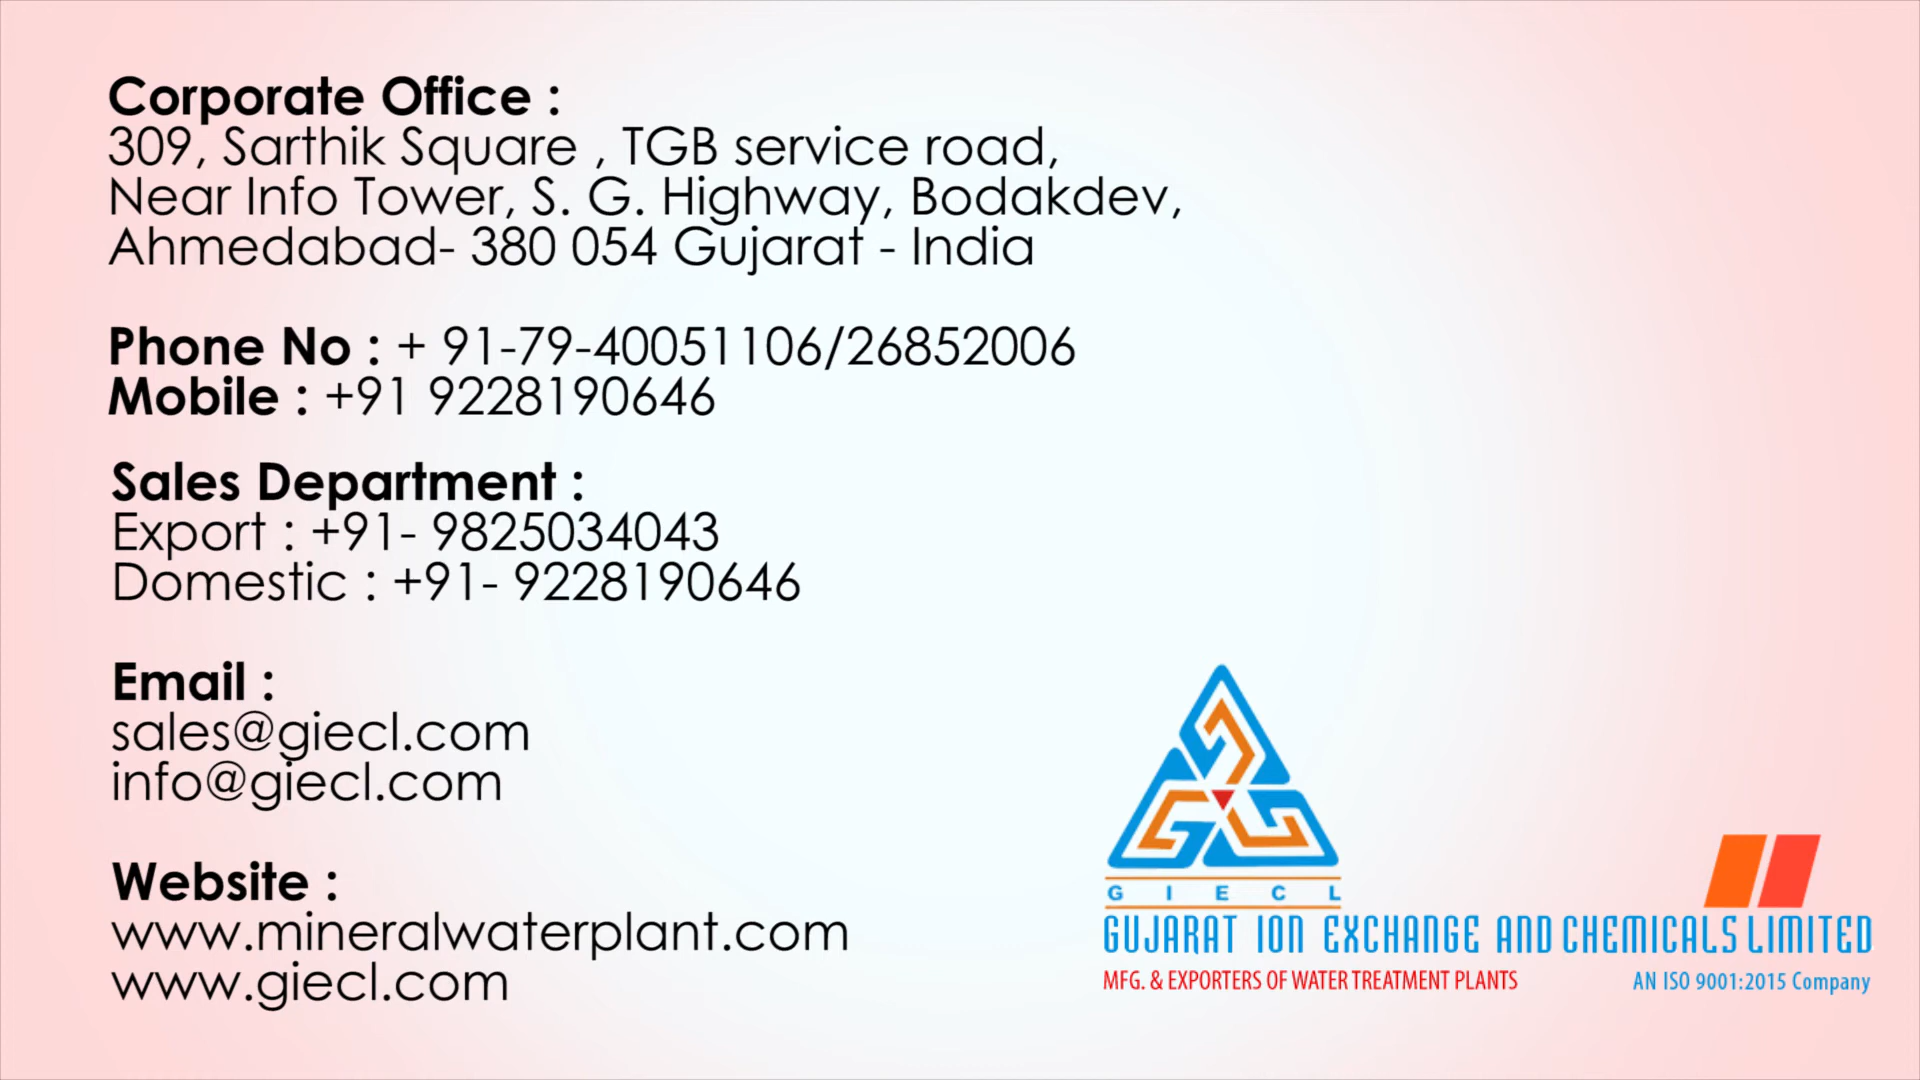 Corporate Office :
309, Sarthik Square , TGB service road,
Near Info Tower, S. G. Highway, Bodakdev,
Ahmedabad- 380 054 Gujarat - India
Phone No : + 91-79-40051106/26852006
Mobile : +91 9228190646
Sales Department :
Export : +91- 9825034043
Domestic : +91- 9228190646
Email :
sales@giecl.com
info@giecl.com
Website :
www.mineralwaterplant.com
www.giecl.com
GIECL
GUJARAT ION EXCHANGE AND CHEMICALS LIMITED
MFG. & EXPORTERS OF WATER TREATMENT PLANTS
AN ISO 9001:2015 Company